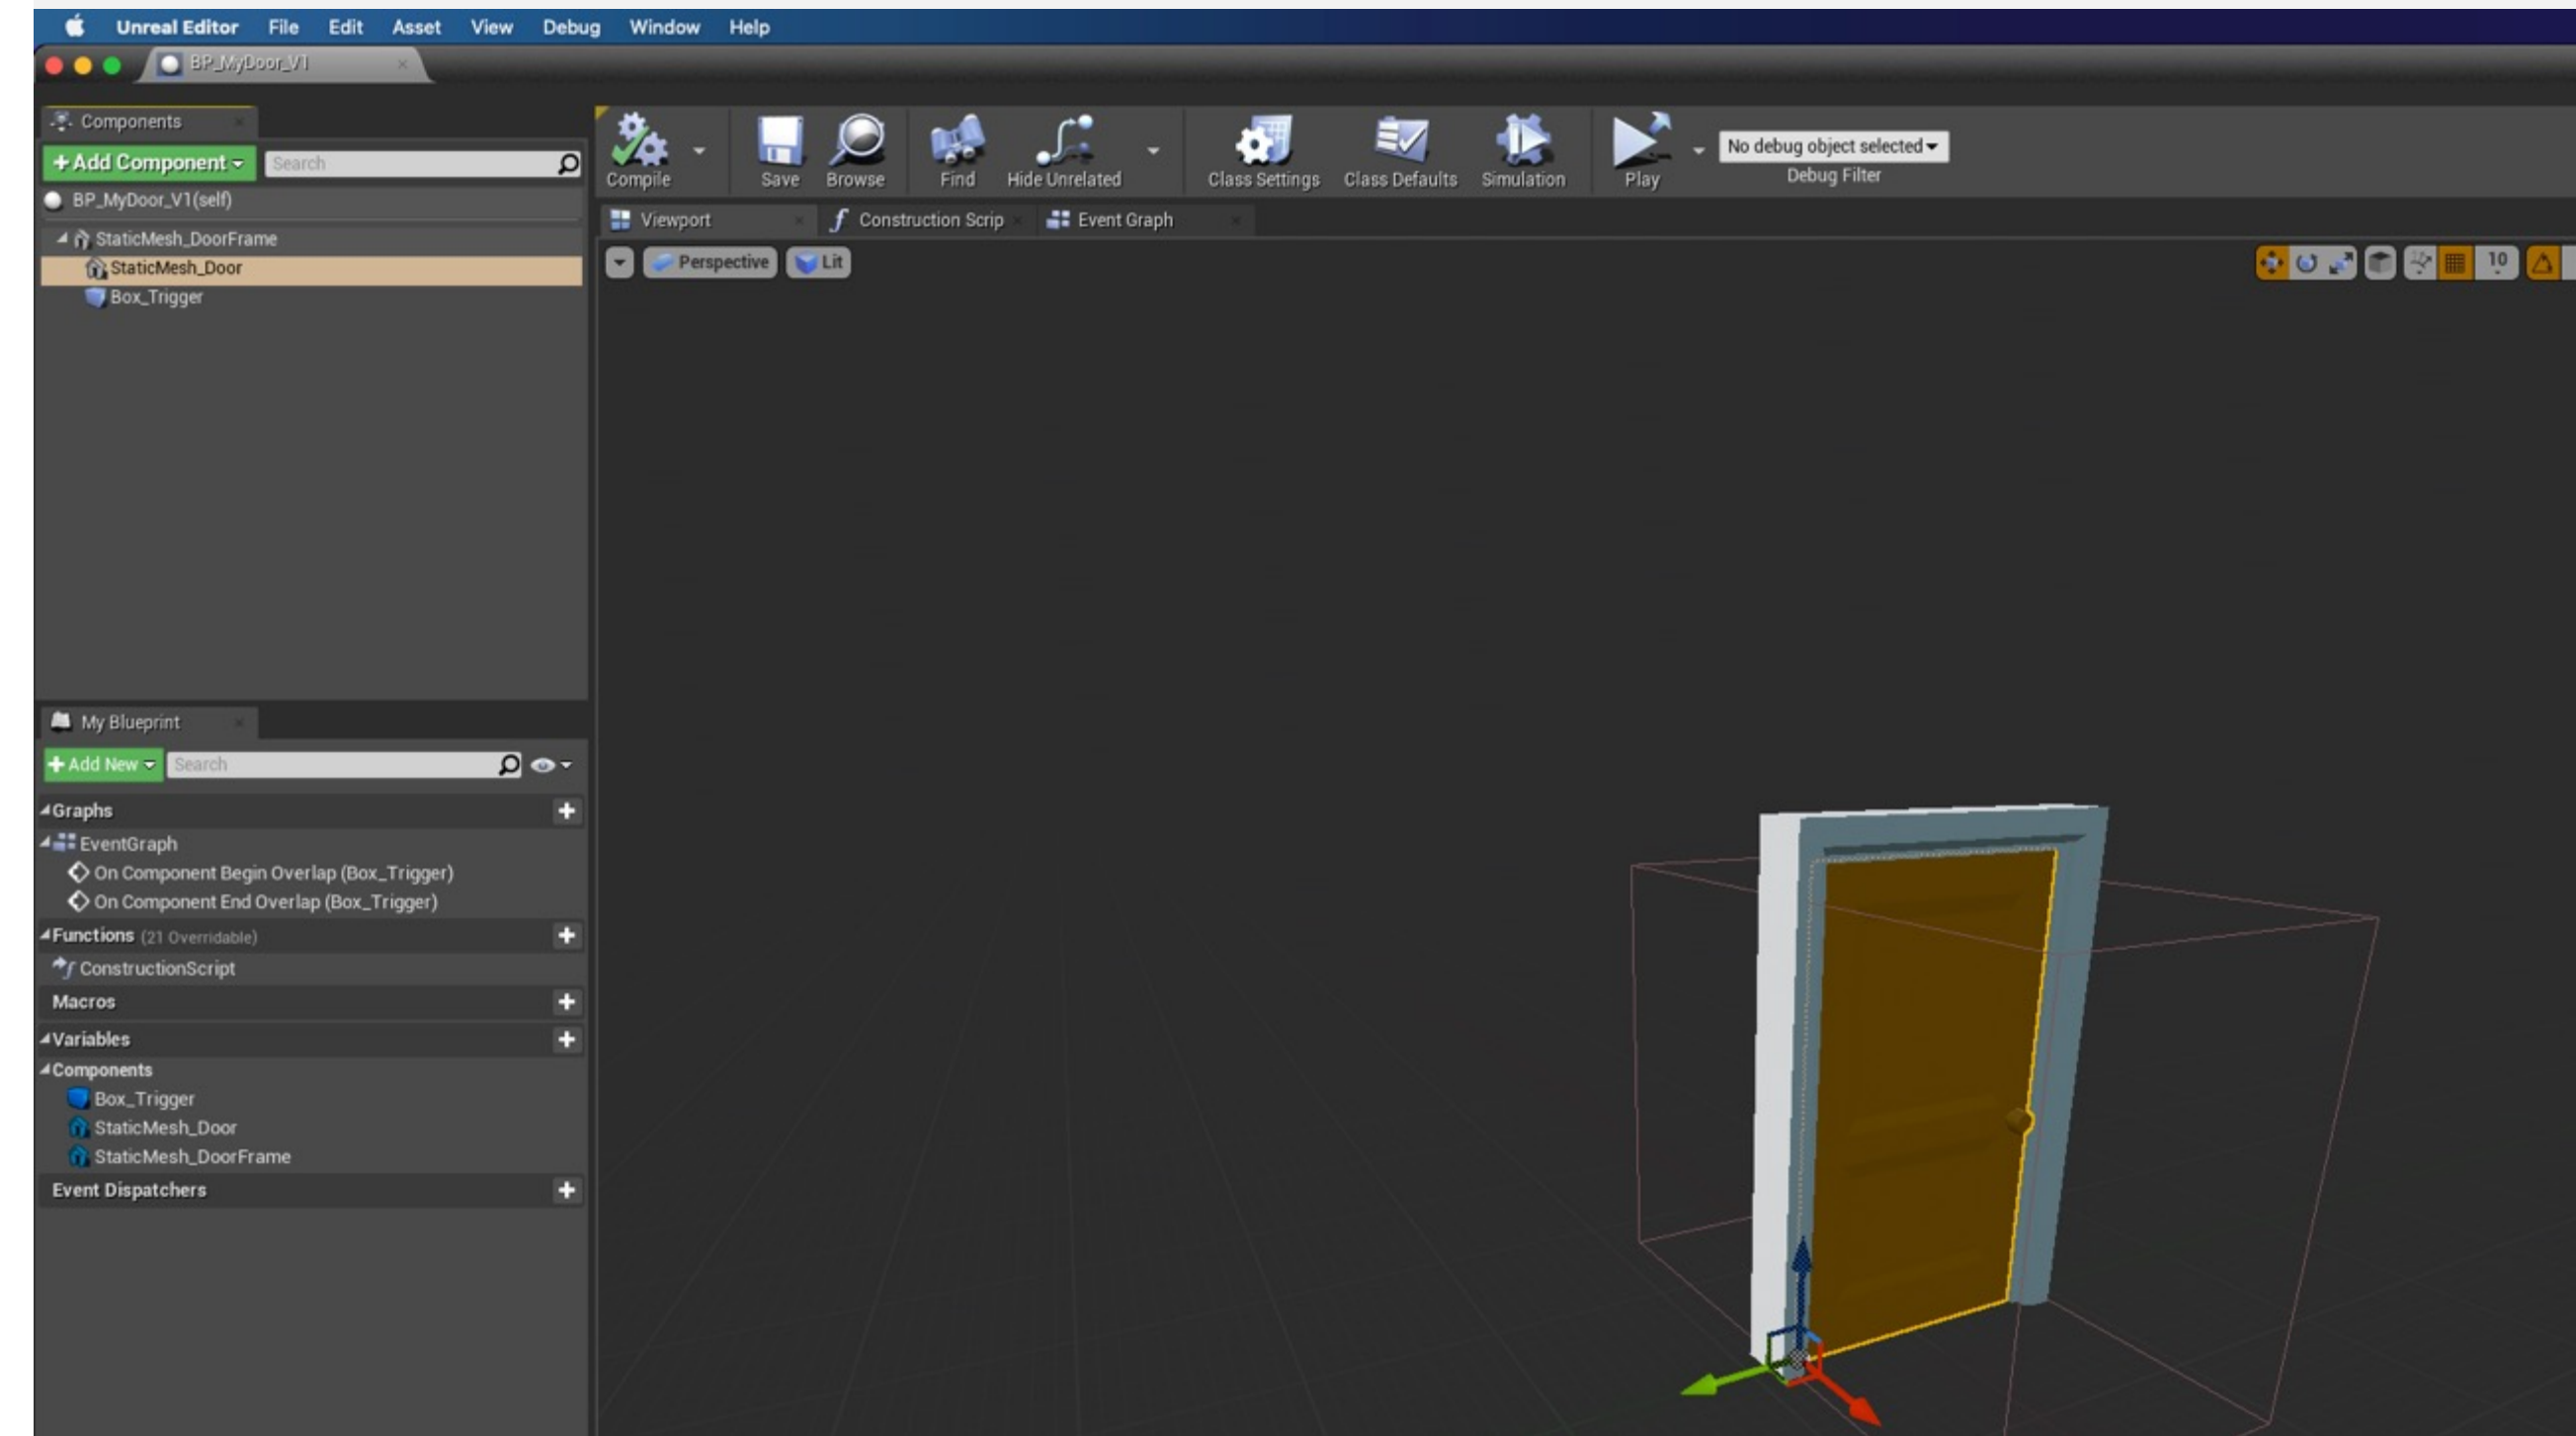 Unreal Editor File Edit Asset View Debug Window Help
BP_MyDoor_V1
Components
+Add Component Search
BP_MyDoor_V1(self)
StaticMesh_DoorFrame
StaticMesh_Door
Box_Trigger
Compile Save Browse Find Hide Unrelated Class Settings Class Defaults Simulation Play
No debug object selected
Debug Filter
Viewport Construction Scrip Event Graph
Perspective Lit 10
My Blueprint
+Add New Search
Graphs
EventGraph
On Component Begin Overlap (Box_Trigger)
On Component End Overlap (Box_Trigger)
Functions (21 Overridable)
ConstructionScript
Macros
Variables
Components
Box_Trigger
StaticMesh_Door
StaticMesh_DoorFrame
Event Dispatchers